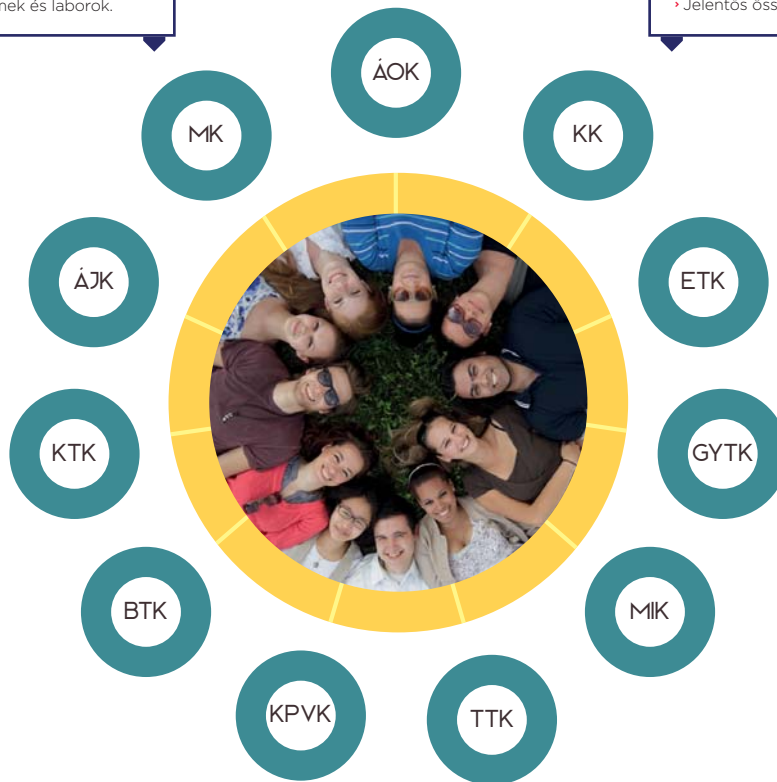 és laborok.
› Jelentős
ÁOK
MK
KK
ÁJK
ETK
KTK
GYTK
BTK
MIK
KPVK
TTK